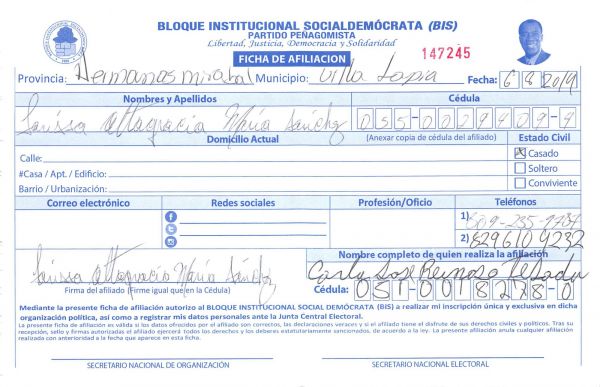 BLOQUE INSTITUCIONAL SOCIALDEMÓCRATA (BIS)
PARTIDO PEÑAGOMISTA
Libertad, Justicia, Democracia y Solidaridad
FICHA DE AFILIACION
147245
Provincia: Hermanas mirabal Municipio: villa Tapia Fecha: 6 8 2019
Nombres y Apellidos Cédula
Altagracia María Sánchez 055-0029409-4
Domicilio Actual (Anexar copia de cédula del afiliado) Estado Civil
Calle: Casado
#Casa / Apt. / Edificio: Soltero
Barrio / Urbanización: Conviviente
Correo electrónico Redes sociales Profesión/Oficio Teléfonos
1) 809-235-9734
2) 829 610 9232
Nombre completo de quien realiza la afiliación
Altagracia María Sánchez Carlos Jose Reinoso
Firma del afiliado (Firme igual que en la Cédula) Cédula: 051-0018278-0
Mediante la presente ficha de afiliación autorizo al BLOQUE INSTITUCIONAL SOCIAL DEMÓCRATA (BIS) a realizar mi inscripción única y exclusiva en dicha
organización política, así como a registrar mis datos personales ante la Junta Central Electoral.
La presente ficha de afiliación es válida si los datos ofrecidos por el afiliado son correctos, las declaraciones veraces y si el afiliado tiene el disfrute de sus derechos civiles y políticos. Tras su
recepción, sello y firmas autorizadas el afiliado ejercerá todos los derechos y los deberes estatutariamente sancionados, de acuerdo a la ley. La presente afiliación anula cualquier afiliación
realizada con anterioridad a la fecha que aparece en esta ficha.
SECRETARIO NACIONAL DE ORGANIZACIÓN SECRETARIO NACIONAL ELECTORAL